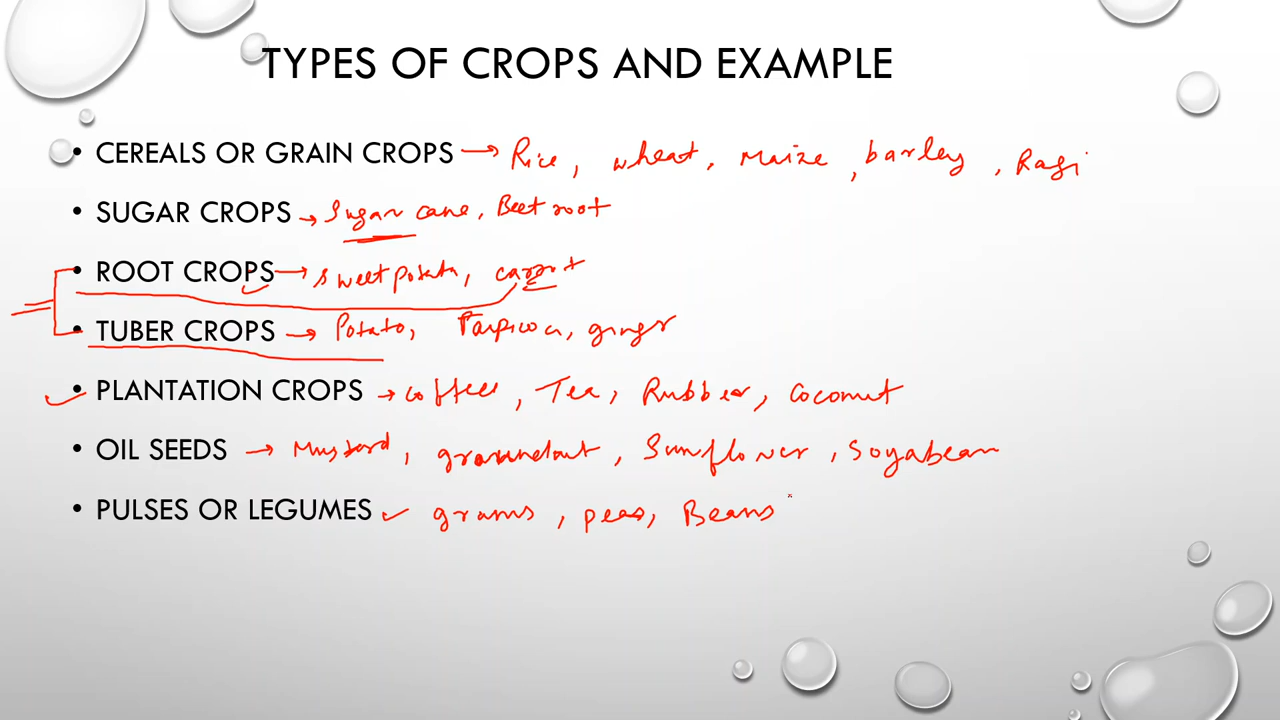 TYPES OF CROPS AND EXAMPLE
• CEREALS OR GRAIN CROPS → Rice, wheat, Maize, barley, Ragi
• SUGAR CROPS → Sugar cane, Beet root
• ROOT CROPS → sweet potato, carrot
• TUBER CROPS → Potato, ginger
• PLANTATION CROPS → Coffee, Tea, Rubber, Coconut
• OIL SEEDS → Mustard, groundnut, Sunflower, Soyabean
• PULSES OR LEGUMES grams, peas, Beans